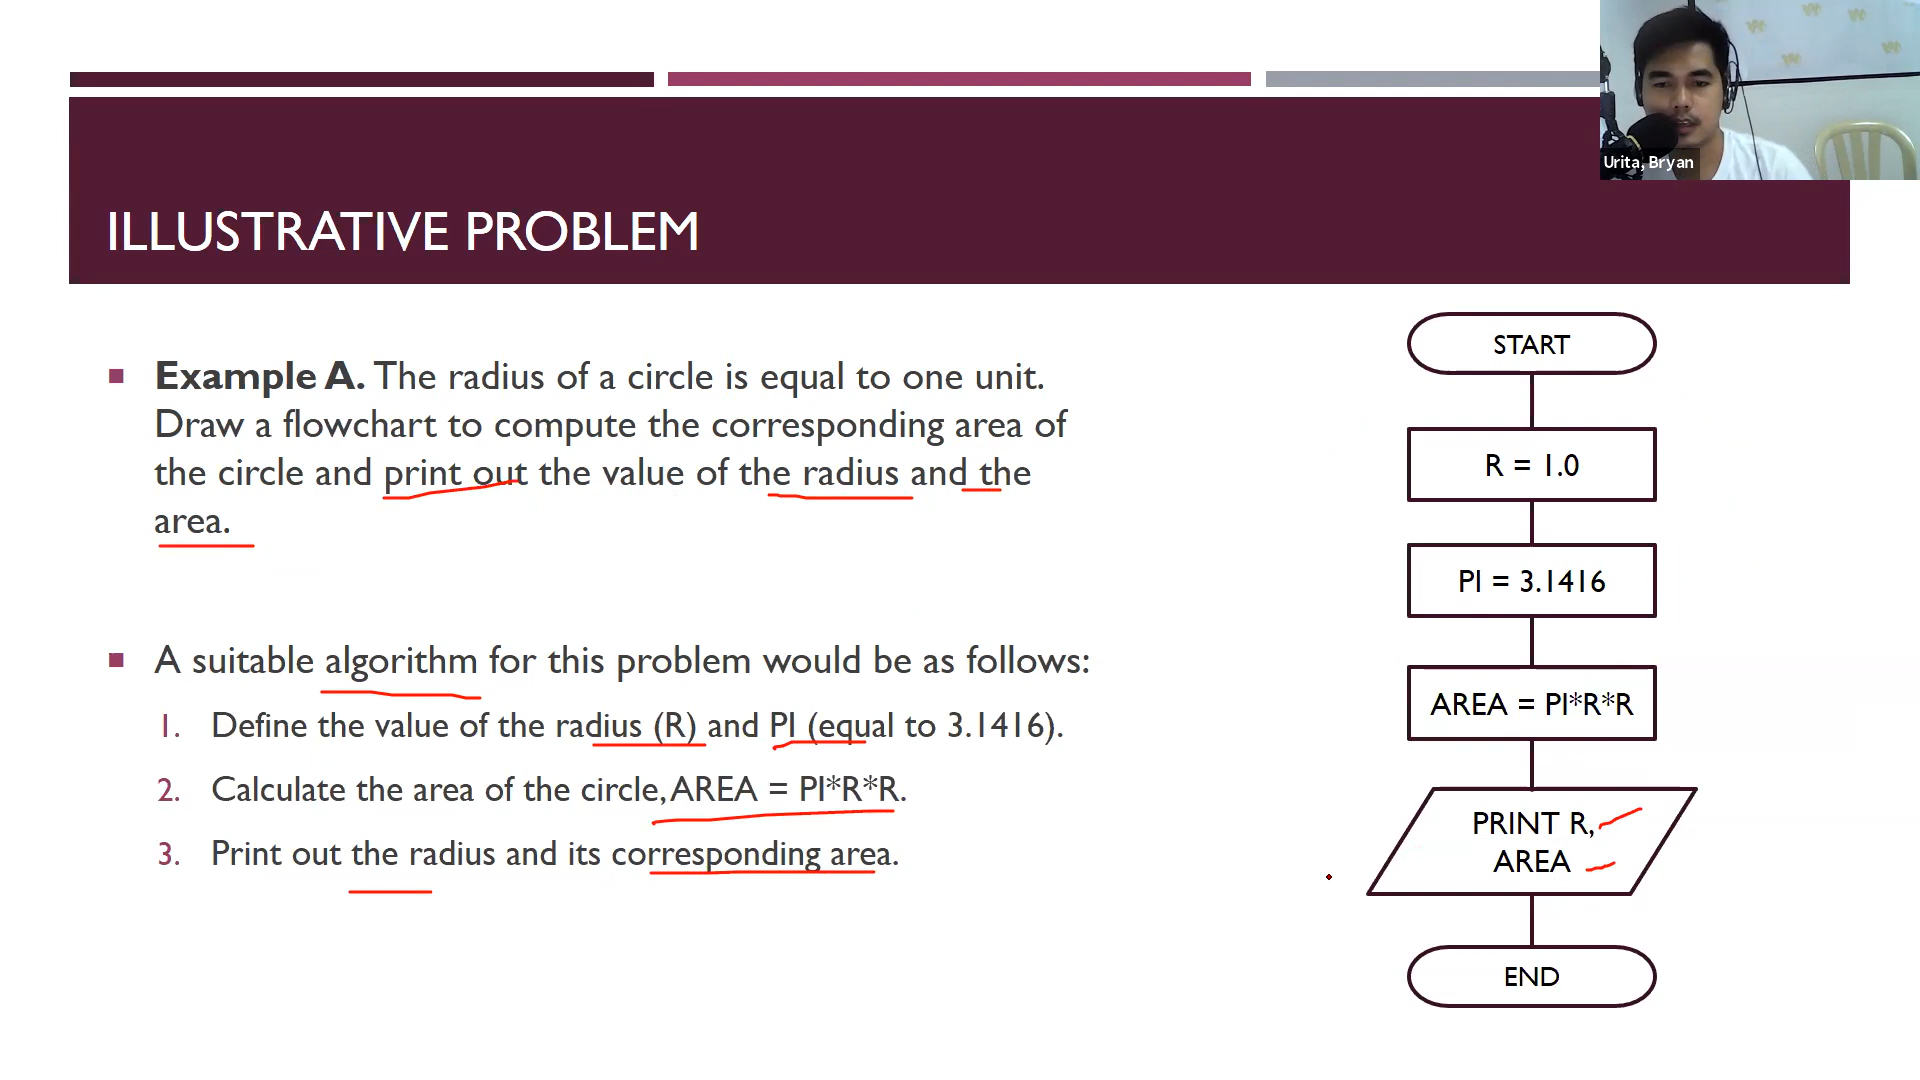 Urita, Bryan
ILLUSTRATIVE PROBLEM
Example A. The radius of a circle is equal to one unit.
Draw a flowchart to compute the corresponding area of
the circle and print out the value of the radius and the
area.
A suitable algorithm for this problem would be as follows:
1. Define the value of the radius (R) and PI (equal to 3.1416).
2. Calculate the area of the circle, AREA = PI*R*R.
3. Print out the radius and its corresponding area.
START
R = 1.0
PI = 3.1416
AREA = PI*R*R
PRINT R,
AREA
END